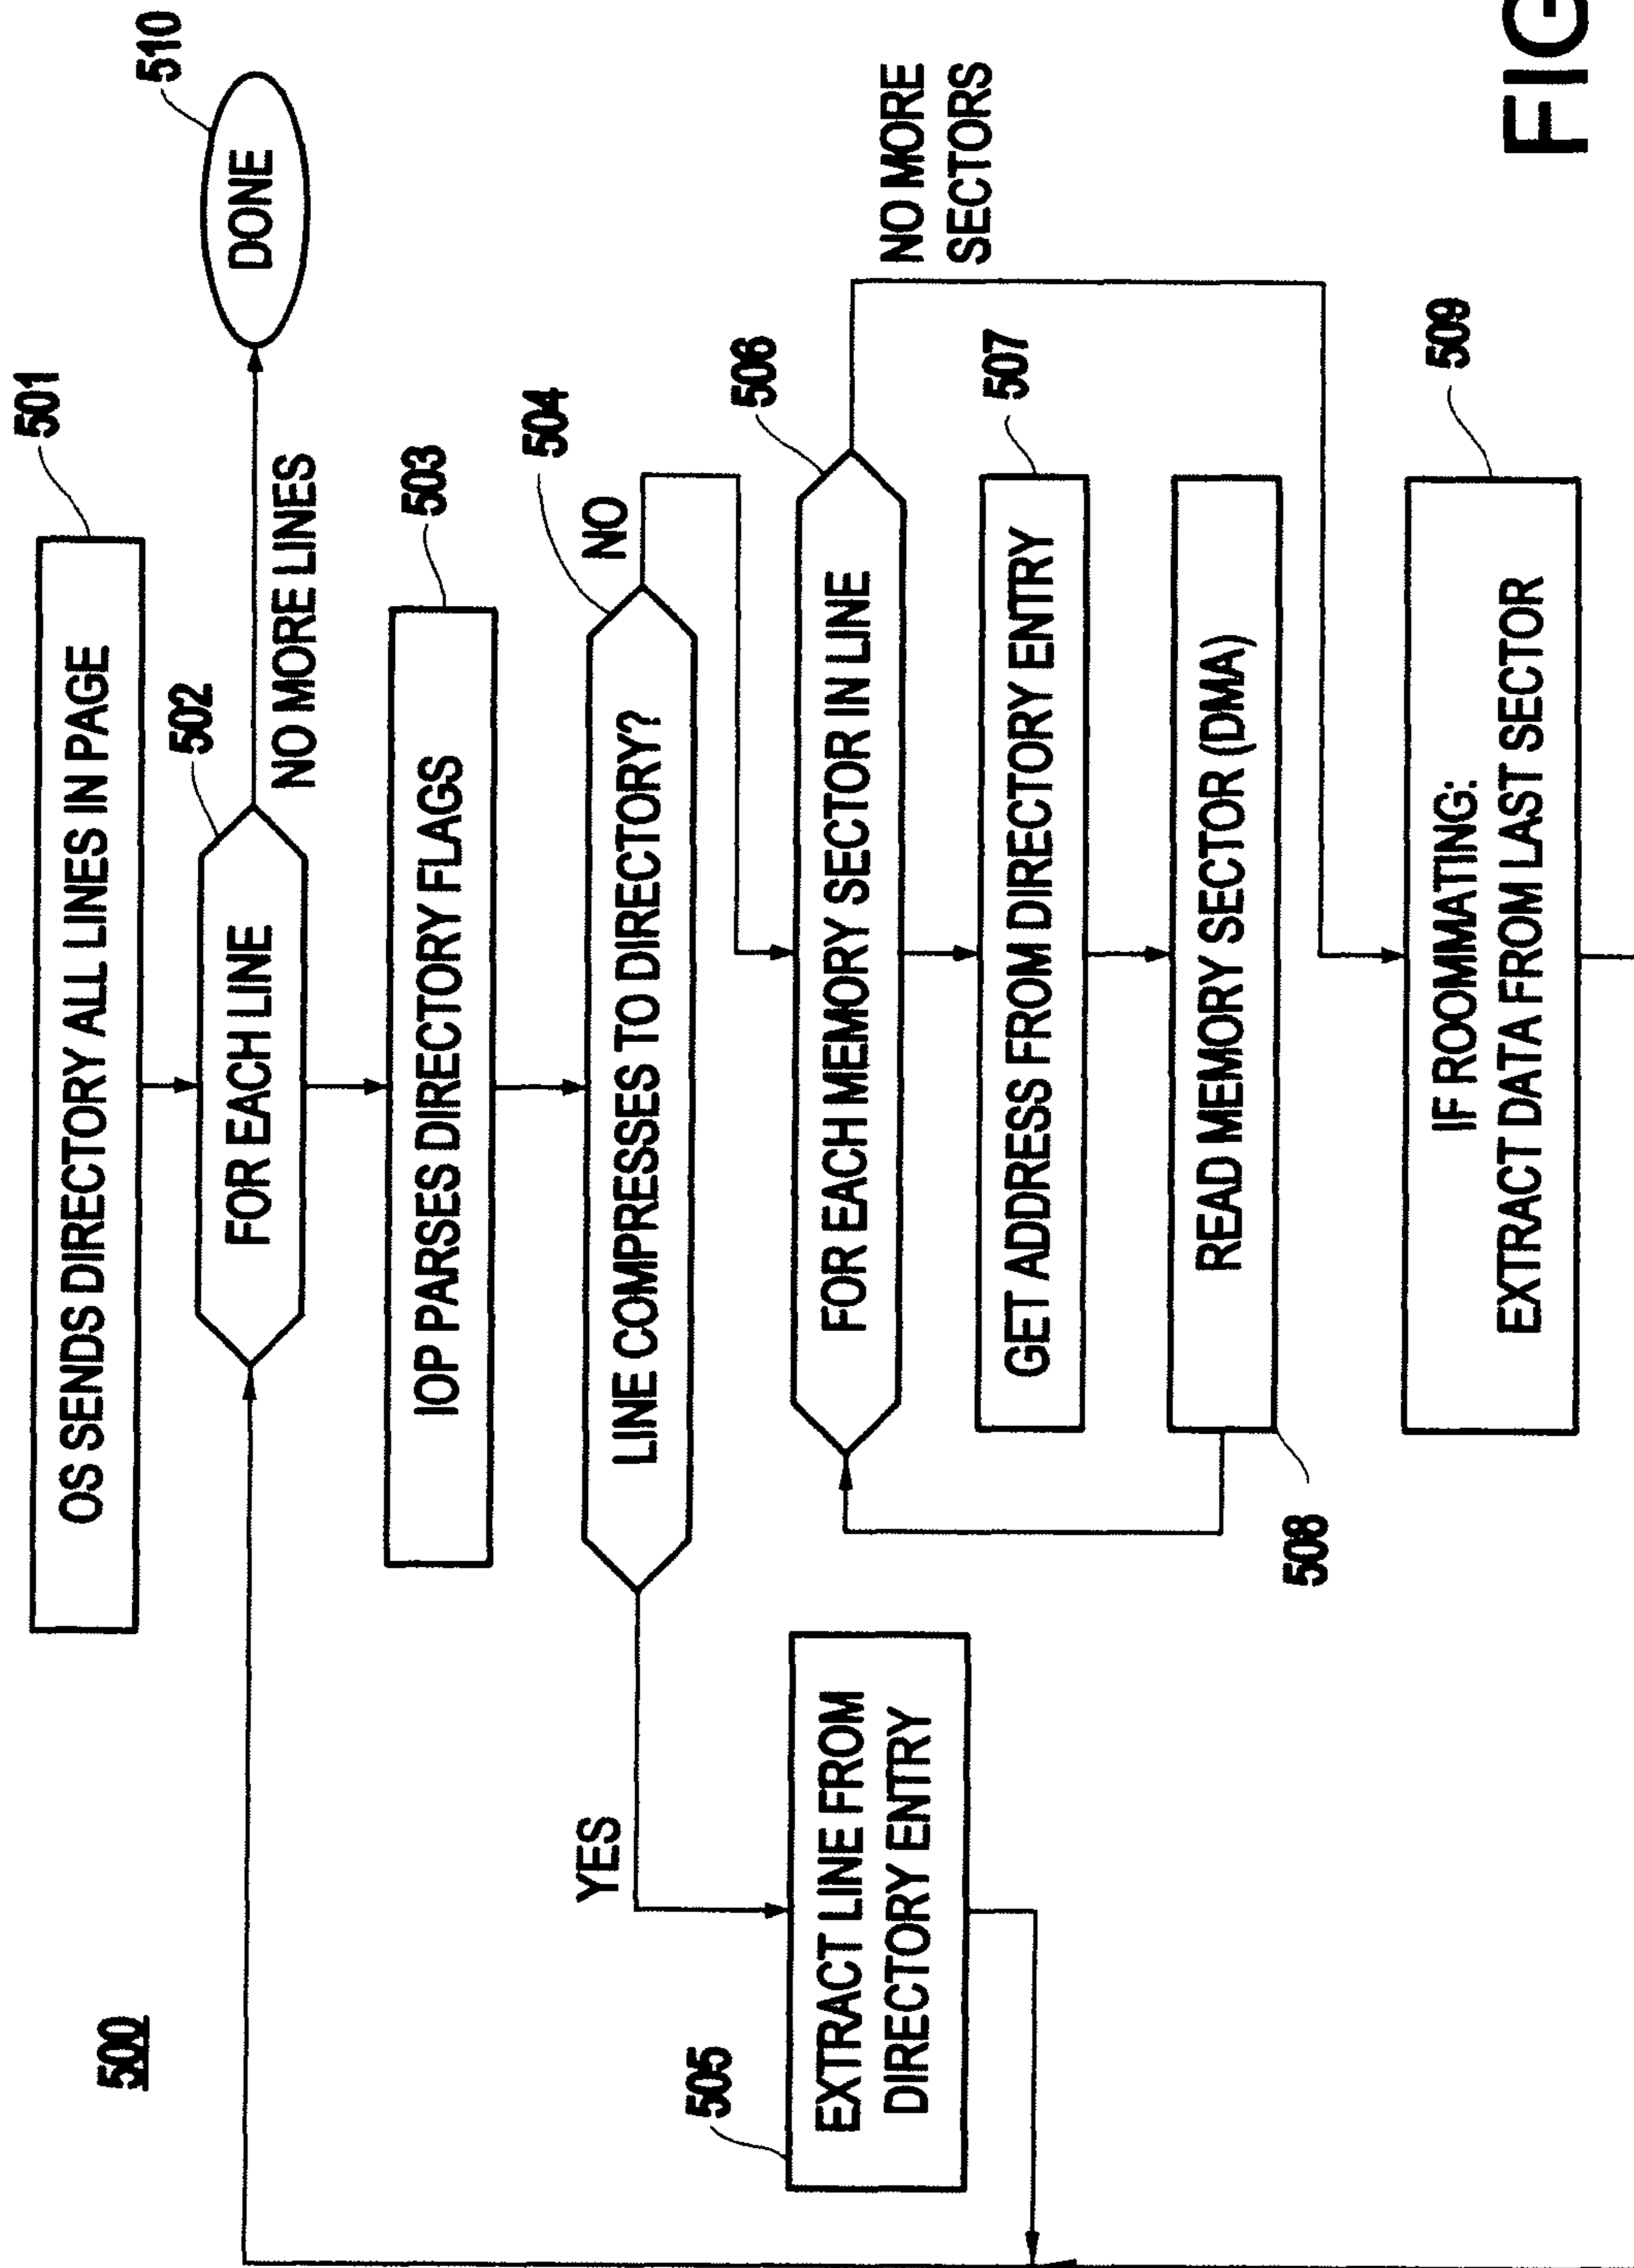 500
501
OS SENDS DIRECTORY ALL LINES IN PAGE
502
FOR EACH LINE
NO MORE LINES
DONE
510
503
IOP PARSES DIRECTORY FLAGS
504
LINE COMPRESSES TO DIRECTORY?
YES
NO
505
EXTRACT LINE FROM
DIRECTORY ENTRY
506
FOR EACH MEMORY SECTOR IN LINE
NO MORE
SECTORS
507
GET ADDRESS FROM DIRECTORY ENTRY
READ MEMORY SECTOR (DMA)
508
509
IF ROOMMATING:
EXTRACT DATA FROM LAST SECTOR
FIG